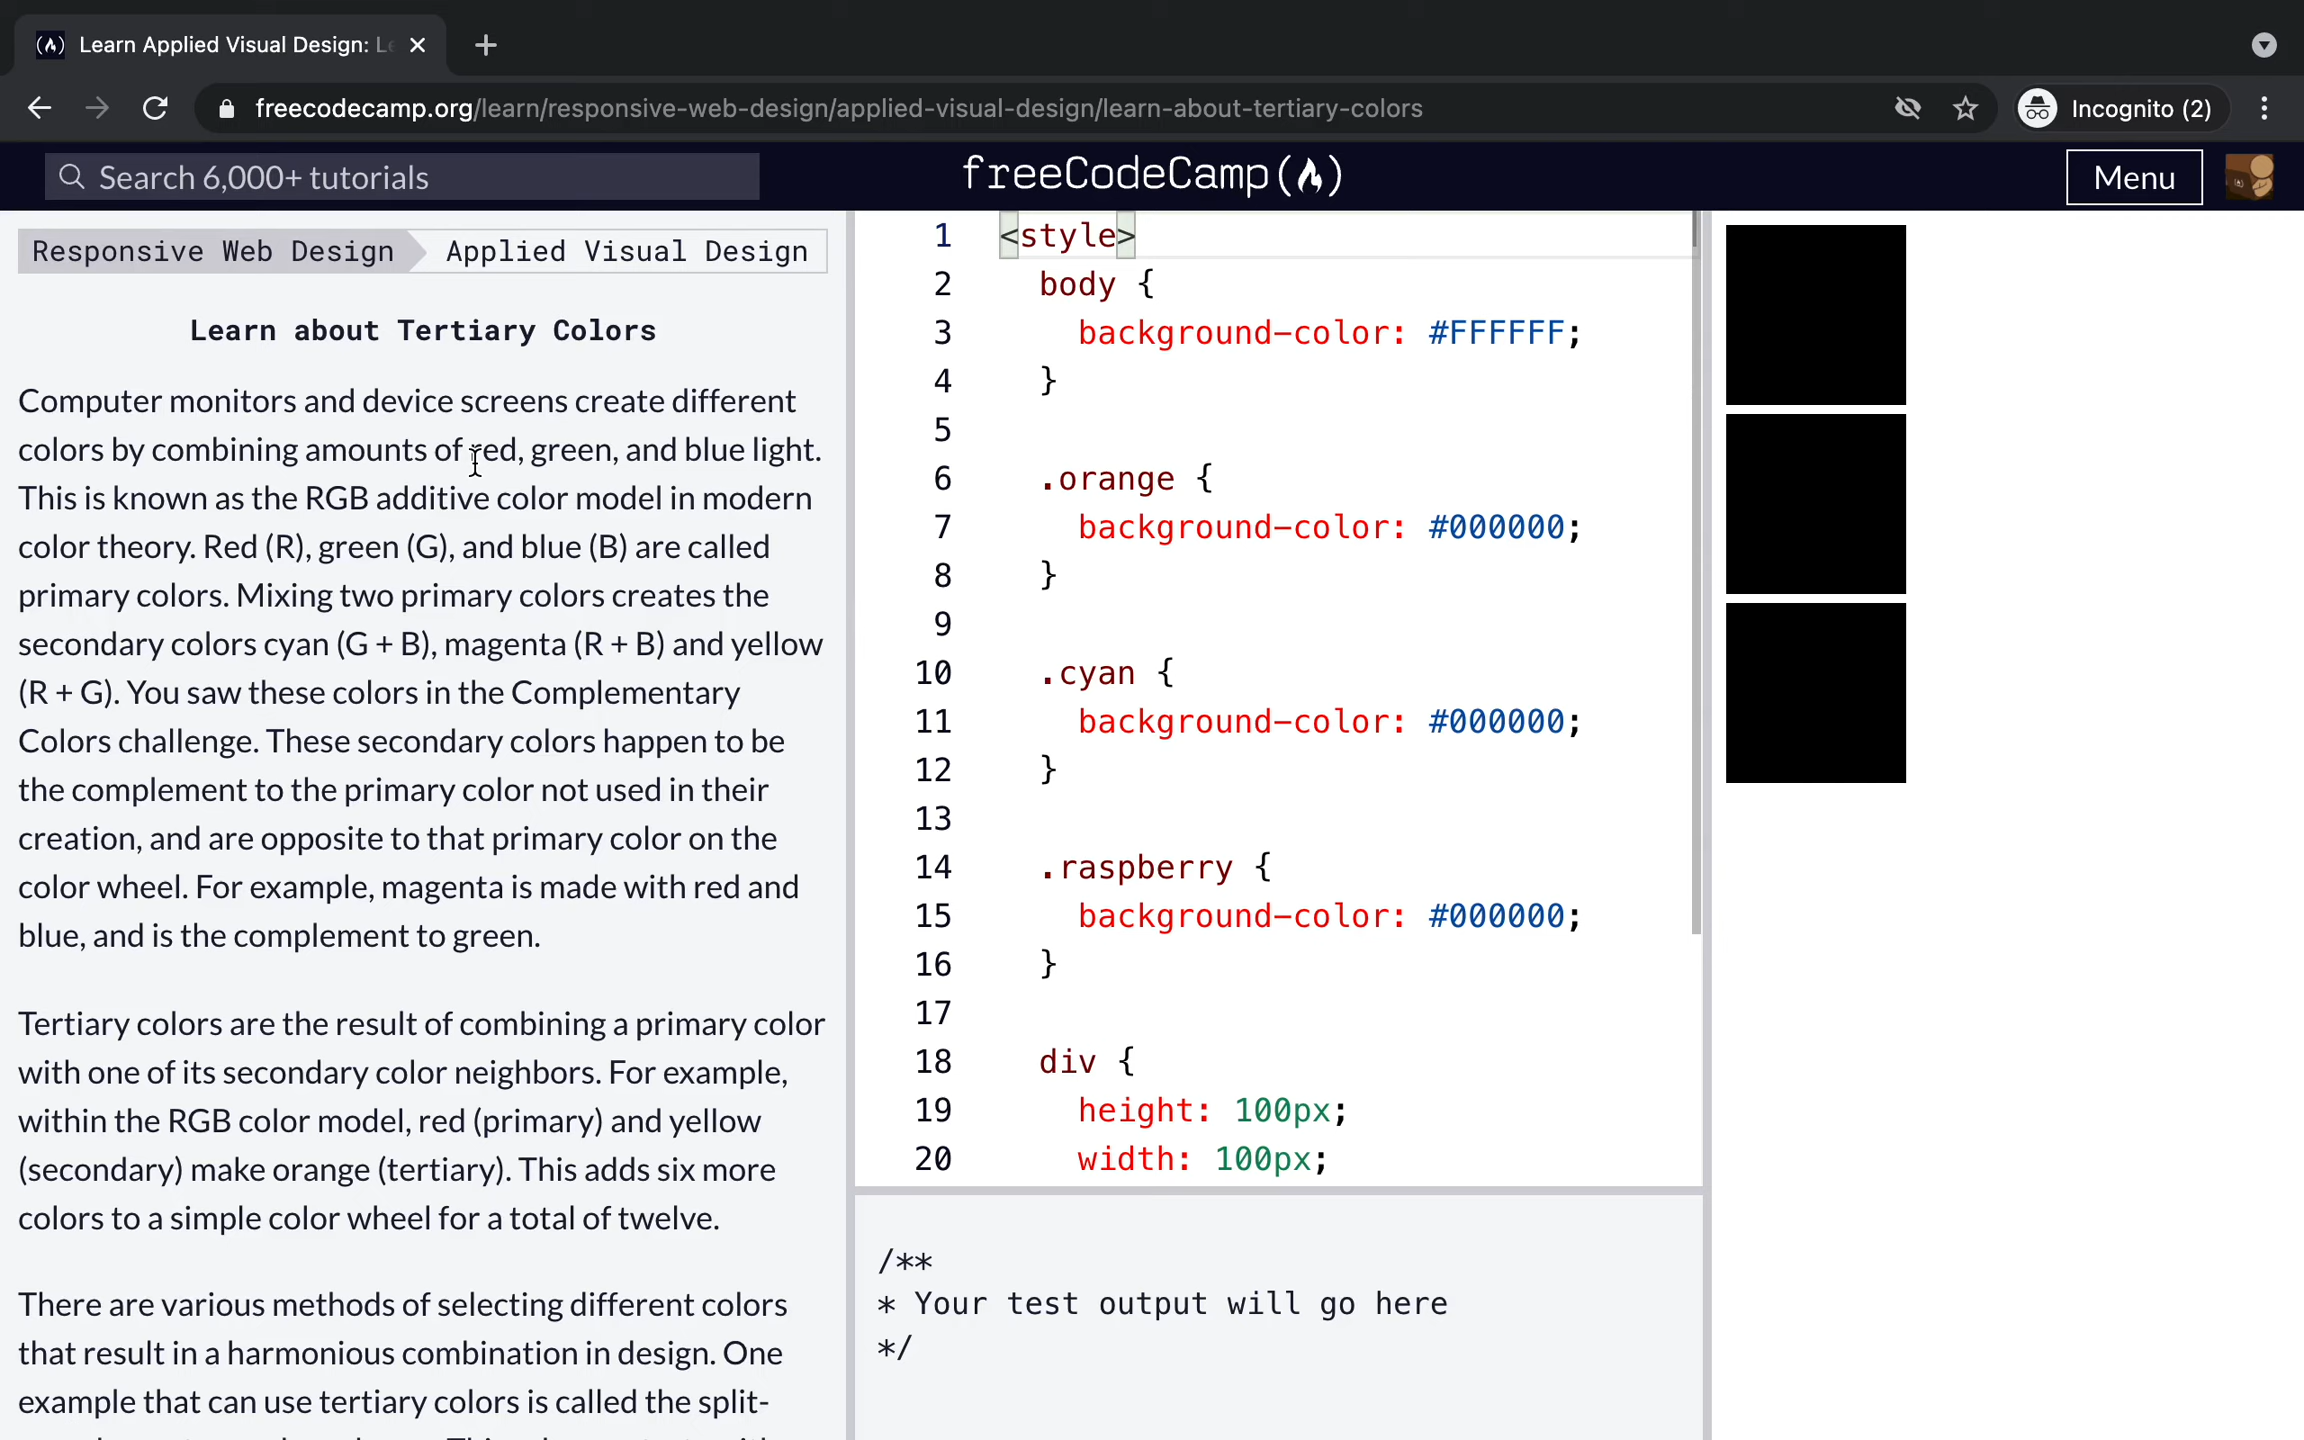 Learn Applied Visual Design: Le
freecodecamp.org/learn/responsive-web-design/applied-visual-design/learn-about-tertiary-colors
Incognito (2)
Search 6,000+ tutorials
freeCodeCamp(🔥)
Menu
Responsive Web Design
Applied Visual Design
Learn about Tertiary Colors
Computer monitors and device screens create different
colors by combining amounts of red, green, and blue light.
This is known as the RGB additive color model in modern
color theory. Red (R), green (G), and blue (B) are called
primary colors. Mixing two primary colors creates the
secondary colors cyan (G + B), magenta (R + B) and yellow
(R + G). You saw these colors in the Complementary
Colors challenge. These secondary colors happen to be
the complement to the primary color not used in their
creation, and are opposite to that primary color on the
color wheel. For example, magenta is made with red and
blue, and is the complement to green.
Tertiary colors are the result of combining a primary color
with one of its secondary color neighbors. For example,
within the RGB color model, red (primary) and yellow
(secondary) make orange (tertiary). This adds six more
colors to a simple color wheel for a total of twelve.
There are various methods of selecting different colors
that result in a harmonious combination in design. One
example that can use tertiary colors is called the split-
1 <style>
2 body {
3 background-color: #FFFFFF;
4 }
5
6 .orange {
7 background-color: #000000;
8 }
9
10 .cyan {
11 background-color: #000000;
12 }
13
14 .raspberry {
15 background-color: #000000;
16 }
17
18 div {
19 height: 100px;
20 width: 100px;
/**
* Your test output will go here
*/